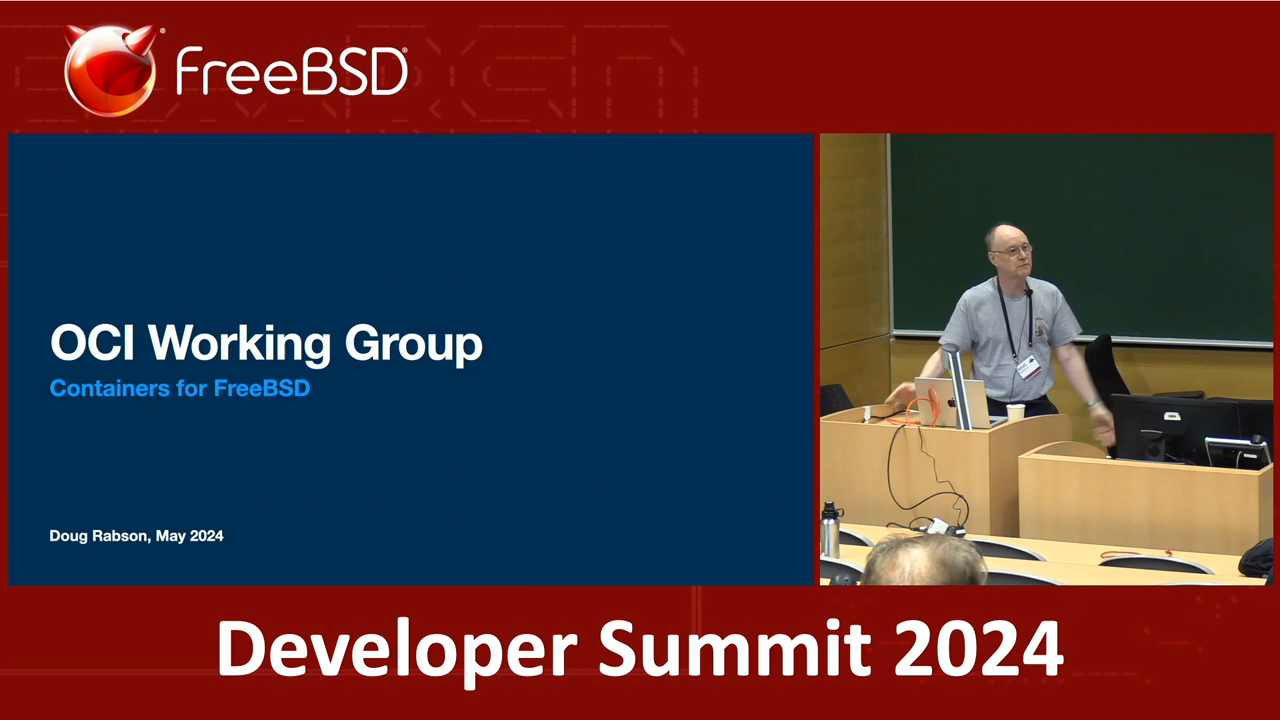 FreeBSD
OCI Working Group
Containers for FreeBSD
Doug Rabson, May 2024
Developer Summit 2024